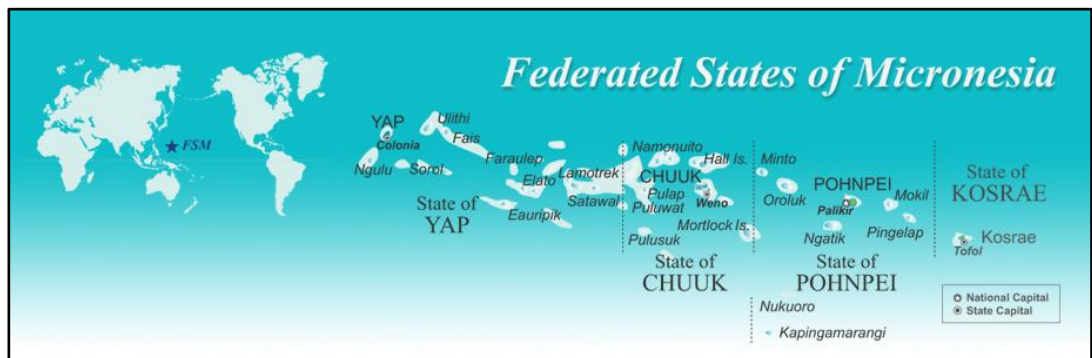 Federated States of Micronesia
FSM
YAP
Colonia
Ulithi
Fais
Ngulu
Sorol
Faraulep
Elato
Lamotrek
Satawal
Eauripik
State of
YAP
Namonuito
Hall Is.
CHUUK
Pulap
Weno
Puluwat
Mortlock Is.
Pulusuk
State of
CHUUK
Minto
Oroluk
POHNPEI
Palikir
Mokil
Ngatik
Pingelap
State of
POHNPEI
Nukuoro
Kapingamarangi
State of
KOSRAE
Kosrae
Tofol
National Capital
State Capital